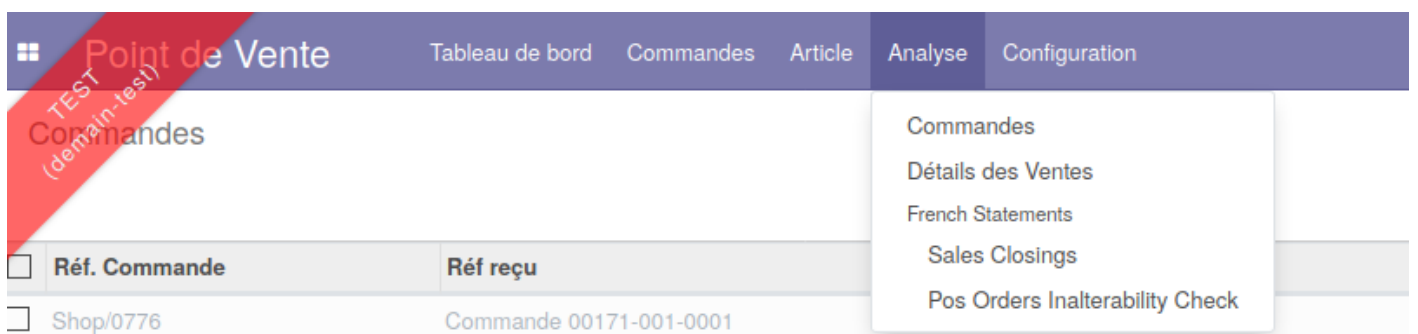 Point de Vente Tableau de bord Commandes Article Analyse Configuration
TEST
(demain-test)
Commandes
Commandes
Détails des Ventes
French Statements
Sales Closings
Pos Orders Inalterability Check
Réf. Commande Réf reçu
Shop/0776 Commande 00171-001-0001